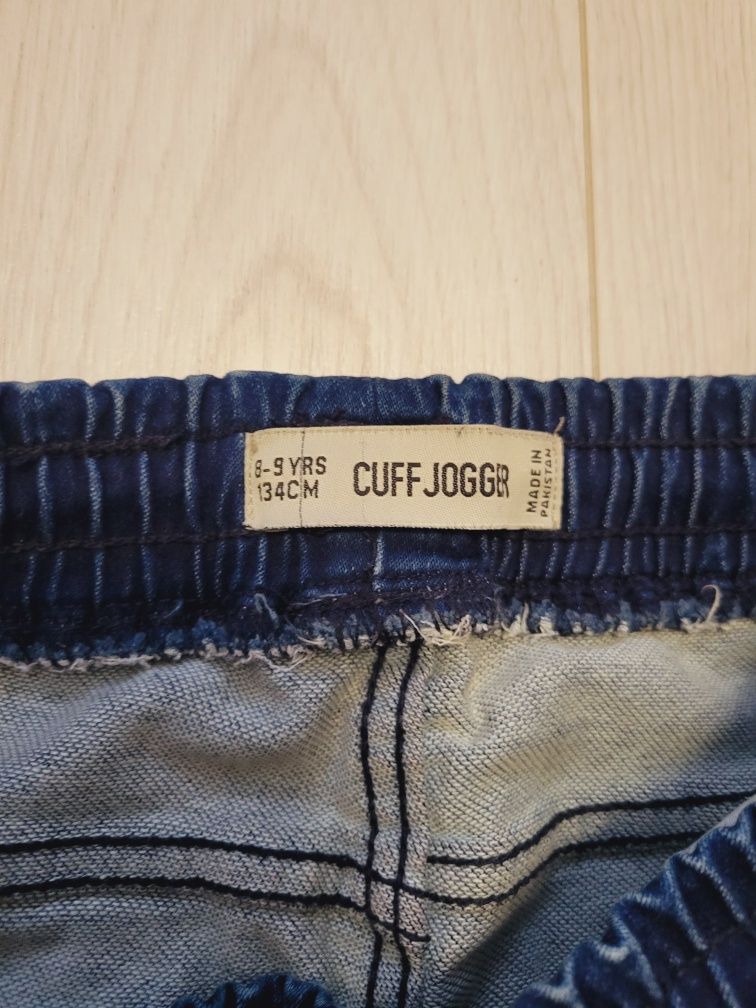 8-9 YRS
134CM
CUFF JOGGER
MADE IN
PAKISTAN